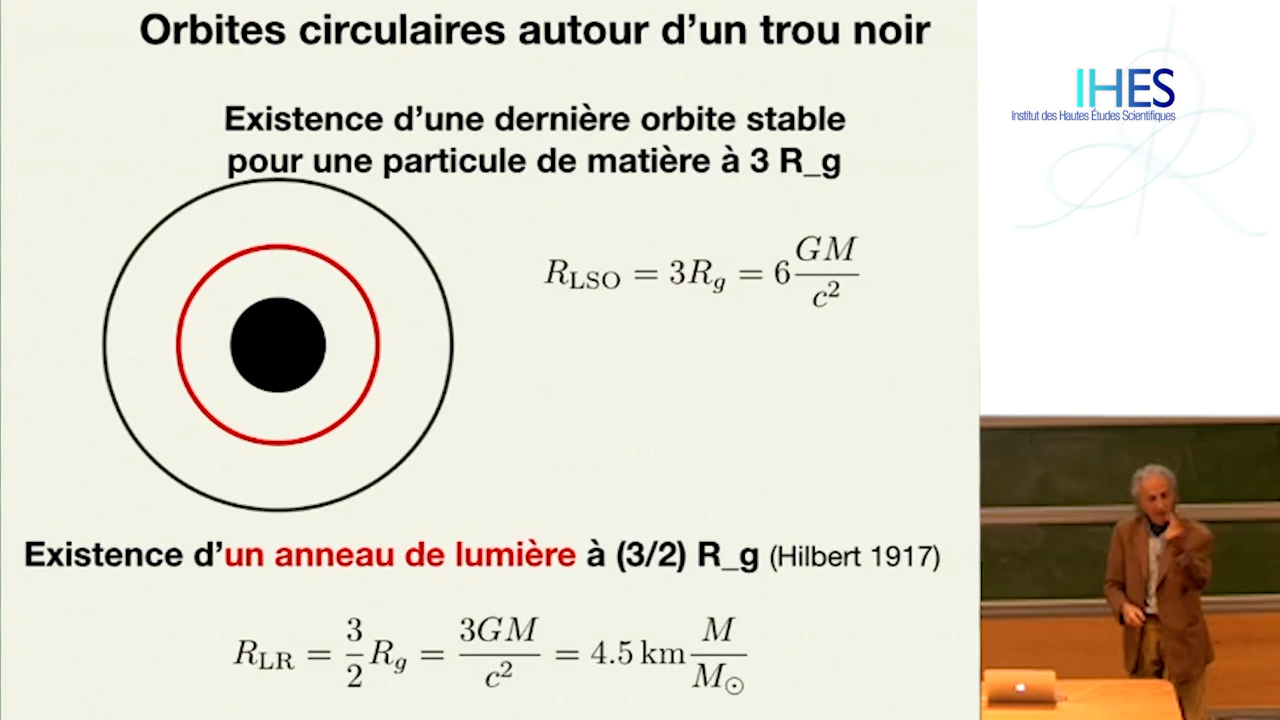 Orbites circulaires autour d’un trou noir
Existence d’une dernière orbite stable
pour une particule de matière à 3 R_g
R_LSO = 3R_g = 6 GM/c²
Existence d’un anneau de lumière à (3/2) R_g (Hilbert 1917)
R_LR = 3/2 R_g = 3GM/c² = 4.5 km M/M_⊙
IHES
Institut des Hautes Études Scientifiques